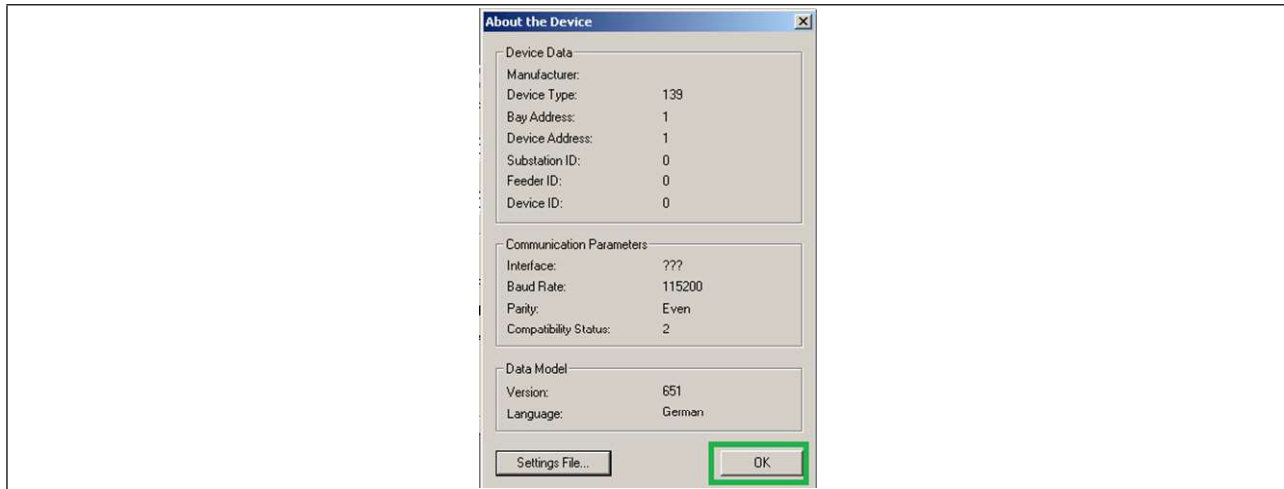 About the Device
Device Data
Manufacturer:
Device Type: 139
Bay Address: 1
Device Address: 1
Substation ID: 0
Feeder ID: 0
Device ID: 0
Communication Parameters
Interface: ???
Baud Rate: 115200
Parity: Even
Compatibility Status: 2
Data Model
Version: 651
Language: German
Settings File... OK